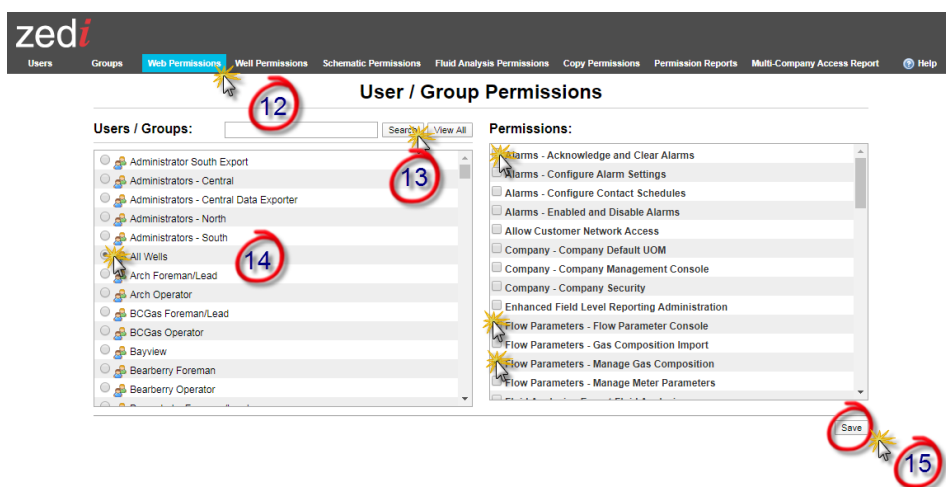 zedi
Users Groups Web Permissions Well Permissions Schematic Permissions Fluid Analysis Permissions Copy Permissions Permission Reports Multi-Company Access Report Help
12
User / Group Permissions
Users / Groups: Search View All
13
Administrator South Export
Administrators - Central
Administrators - Central Data Exporter
Administrators - North
Administrators - South
All Wells
14
Arch Foreman/Lead
Arch Operator
BCGas Foreman/Lead
BCGas Operator
Bayview
Bearberry Foreman
Bearberry Operator
Permissions:
Alarms - Acknowledge and Clear Alarms
Alarms - Configure Alarm Settings
Alarms - Configure Contact Schedules
Alarms - Enabled and Disable Alarms
Allow Customer Network Access
Company - Company Default UOM
Company - Company Management Console
Company - Company Security
Enhanced Field Level Reporting Administration
Flow Parameters - Flow Parameter Console
Flow Parameters - Gas Composition Import
Flow Parameters - Manage Gas Composition
Flow Parameters - Manage Meter Parameters
Save
15